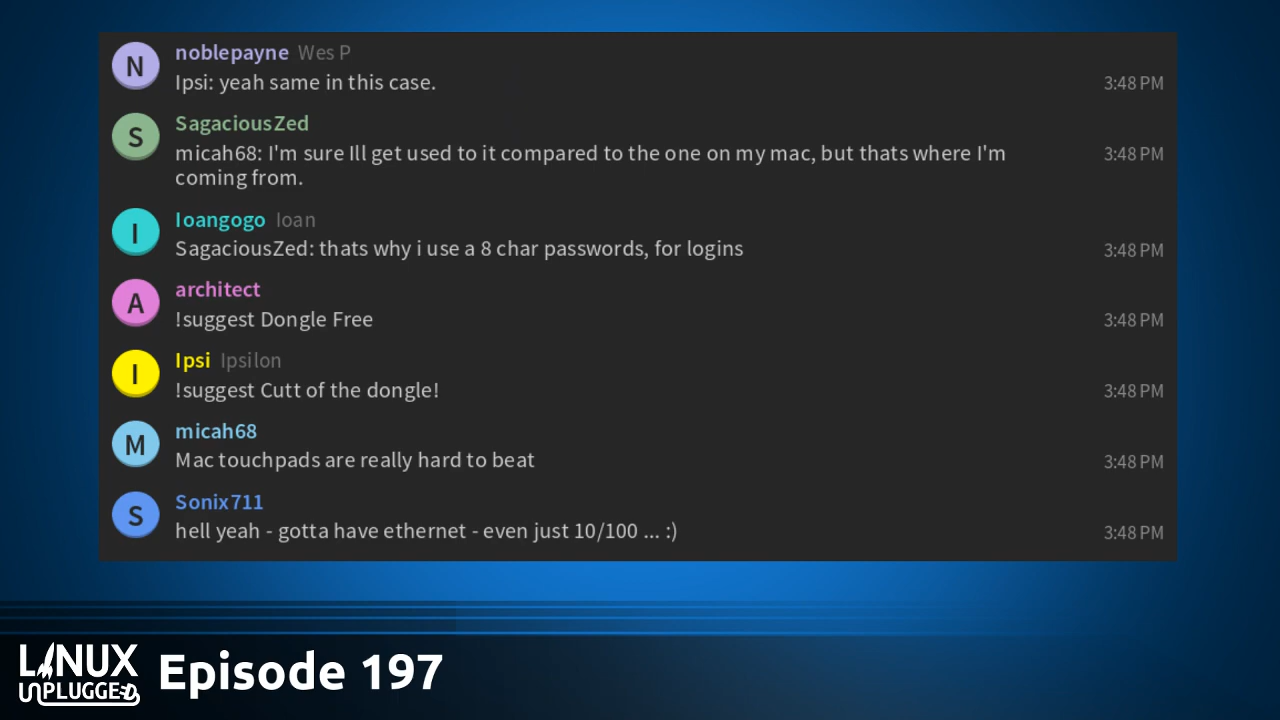 N
noblepayne Wes P
Ipsi: yeah same in this case.
3:48 PM
S
SagaciousZed
micah68: I'm sure Ill get used to it compared to the one on my mac, but thats where I'm
3:48 PM
coming from.
I
Ioangogo Ioan
SagaciousZed: thats why i use a 8 char passwords, for logins
3:48 PM
A
architect
!suggest Dongle Free
3:48 PM
I
Ipsi Ipsilon
!suggest Cutt of the dongle!
3:48 PM
M
micah68
Mac touchpads are really hard to beat
3:48 PM
S
Sonix711
hell yeah - gotta have ethernet - even just 10/100 ... :)
3:48 PM
LINUX
UNPLUGGED
Episode 197